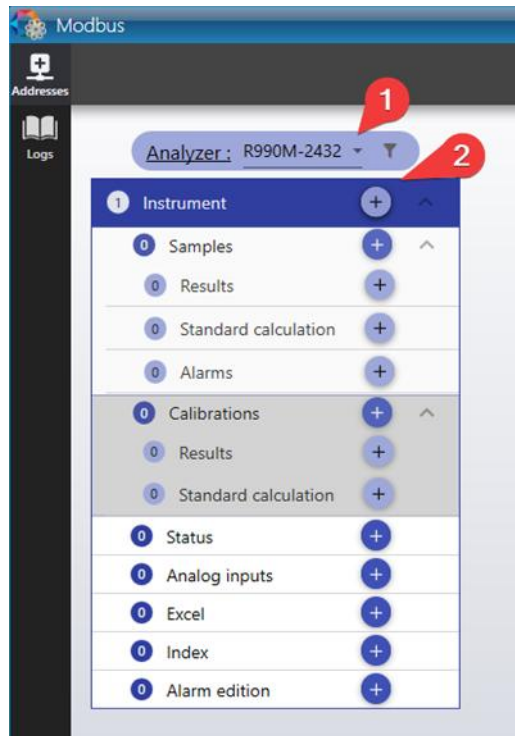 Modbus
Addresses
Logs
1
Analyzer : R990M-2432
2
1 Instrument +
0 Samples +
0 Results +
0 Standard calculation +
0 Alarms +
0 Calibrations +
0 Results +
0 Standard calculation +
0 Status +
0 Analog inputs +
0 Excel +
0 Index +
0 Alarm edition +